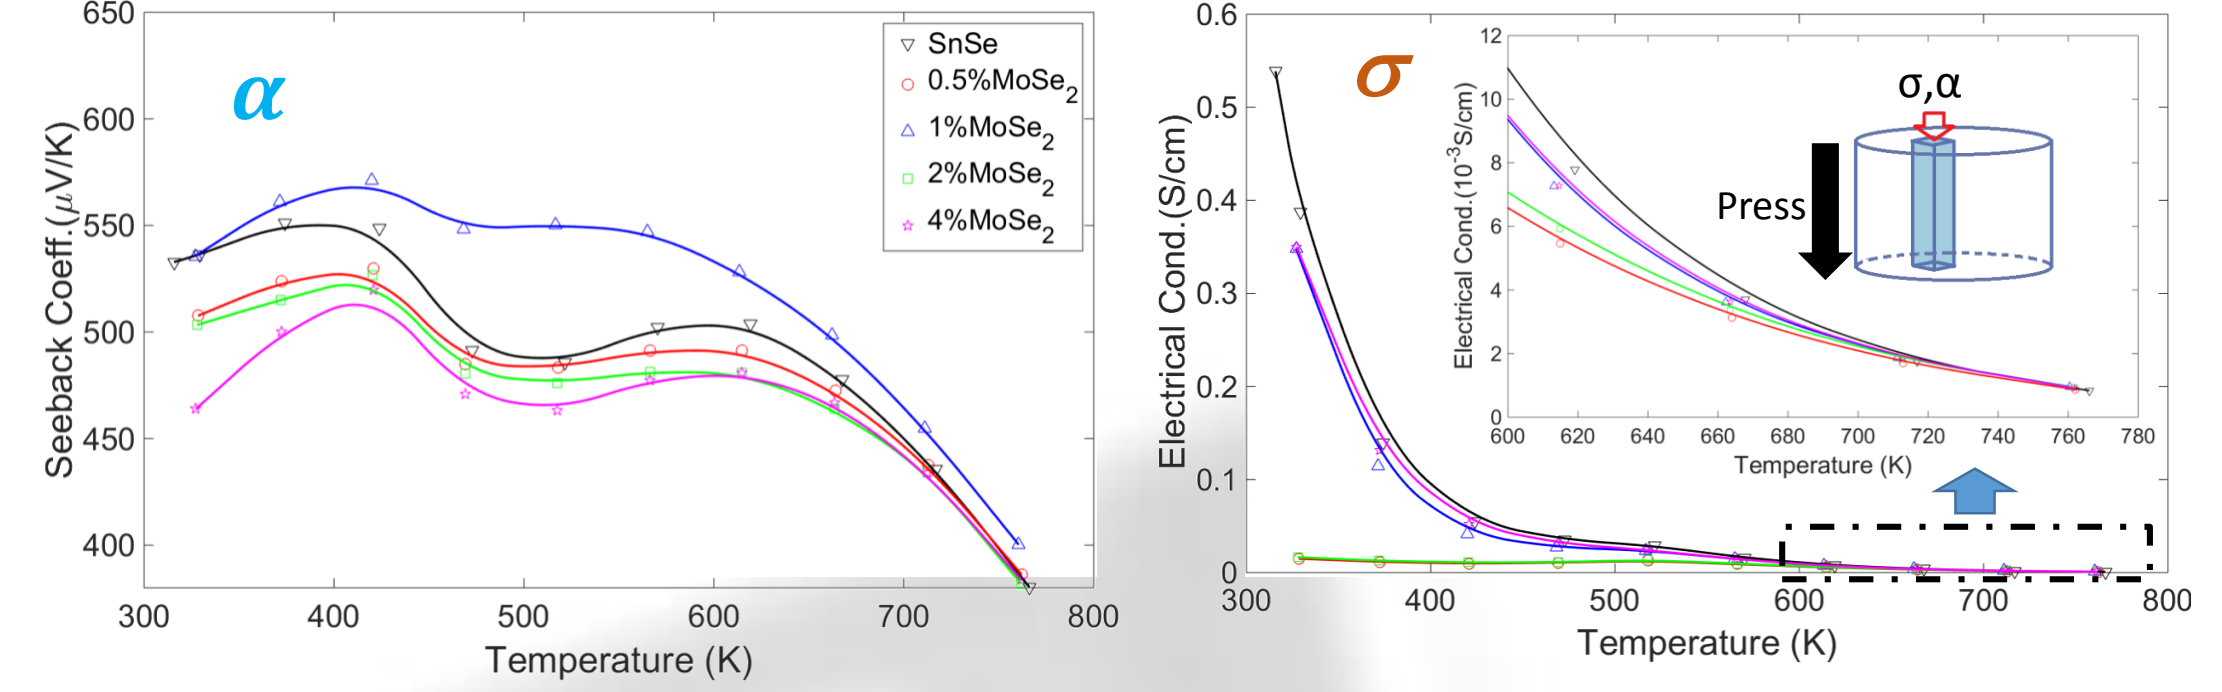 650
600
550
500
450
400
300
400
500
600
700
800
Seeback Coeff.(μV/K)
Temperature (K)
α
SnSe
0.5%MoSe2
1%MoSe2
2%MoSe2
4%MoSe2
0.6
0.5
0.4
0.3
0.2
0.1
0
300
400
500
600
700
800
Electrical Cond.(S/cm)
Temperature (K)
σ
12
10
8
6
4
2
0
600
620
640
660
680
700
720
740
760
780
Electrical Cond.(10-3S/cm)
Temperature (K)
σ,α
Press